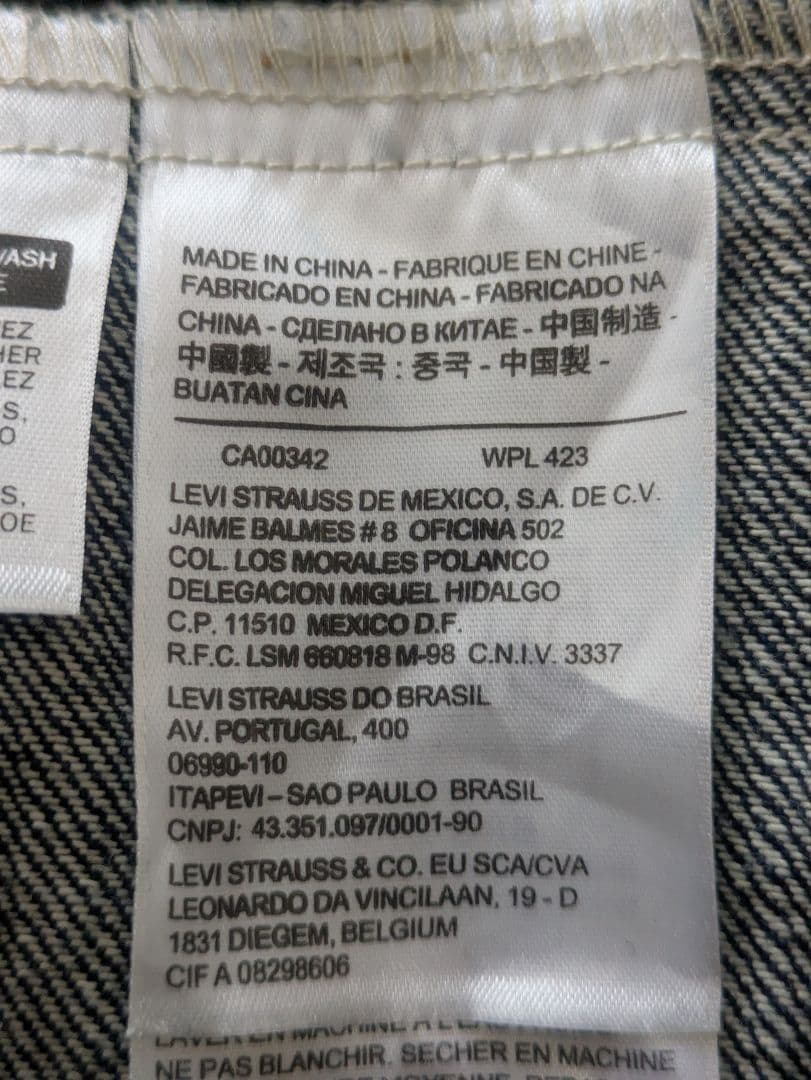 MADE IN CHINA - FABRIQUE EN CHINE -
FABRICADO EN CHINA - FABRICADO NA
CHINA - СДЕЛАНО В КИТАЕ - 中国制造 -
中國製 - 제조국 : 중국 - 中国製 -
BUATAN CINA
CA00342 WPL 423
LEVI STRAUSS DE MEXICO, S.A. DE C.V.
JAIME BALMES # 8 OFICINA 502
COL. LOS MORALES POLANCO
DELEGACION MIGUEL HIDALGO
C.P. 11510 MEXICO D.F.
R.F.C. LSM 660818 M-98 C.N.I.V. 3337
LEVI STRAUSS DO BRASIL
AV. PORTUGAL, 400
06990-110
ITAPEVI – SAO PAULO BRASIL
CNPJ: 43.351.097/0001-90
LEVI STRAUSS & CO. EU SCA/CVA
LEONARDO DA VINCILAAN, 19 - D
1831 DIEGEM, BELGIUM
CIF A 08298606
NE PAS BLANCHIR. SECHER EN MACHINE
WASH
E
EZ
HER
EZ
S,
O
S,
OE